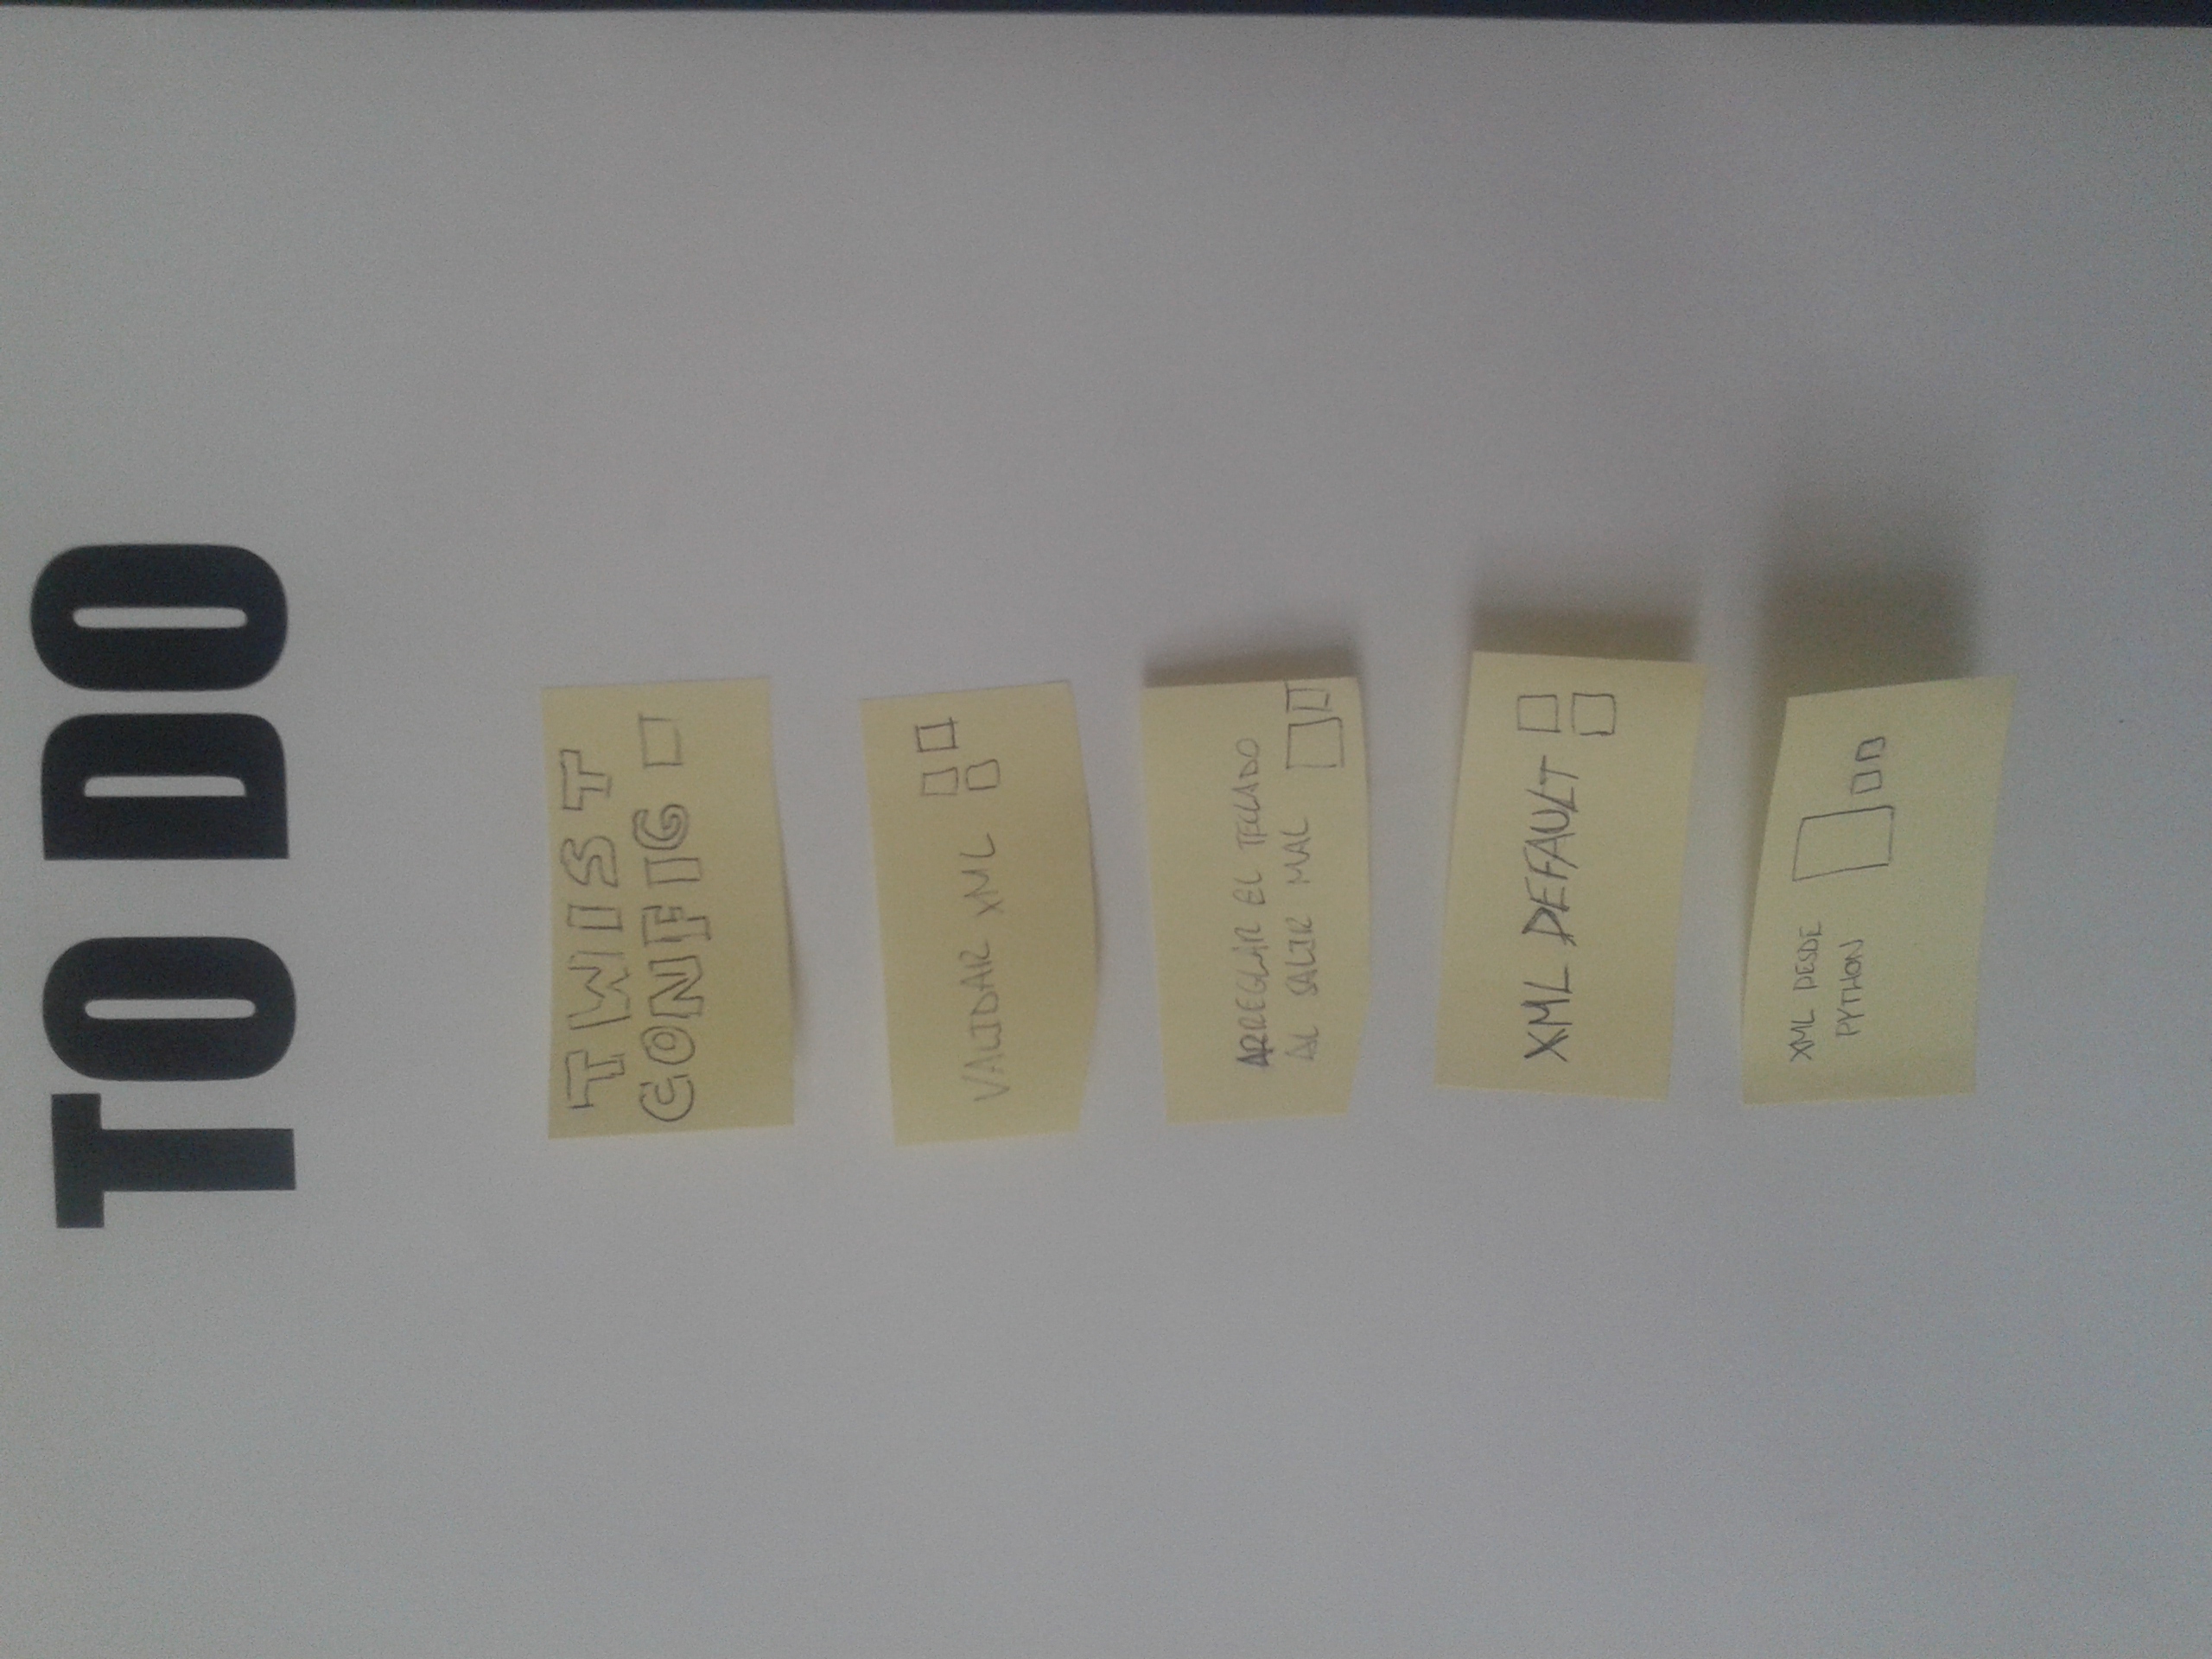 TO DO
TWIST
CONFIG
VALIDAR XML
ARREGLAR EL TECLADO
AL SALIR MAL
XML DEFAULT
XML DESDE
PYTHON